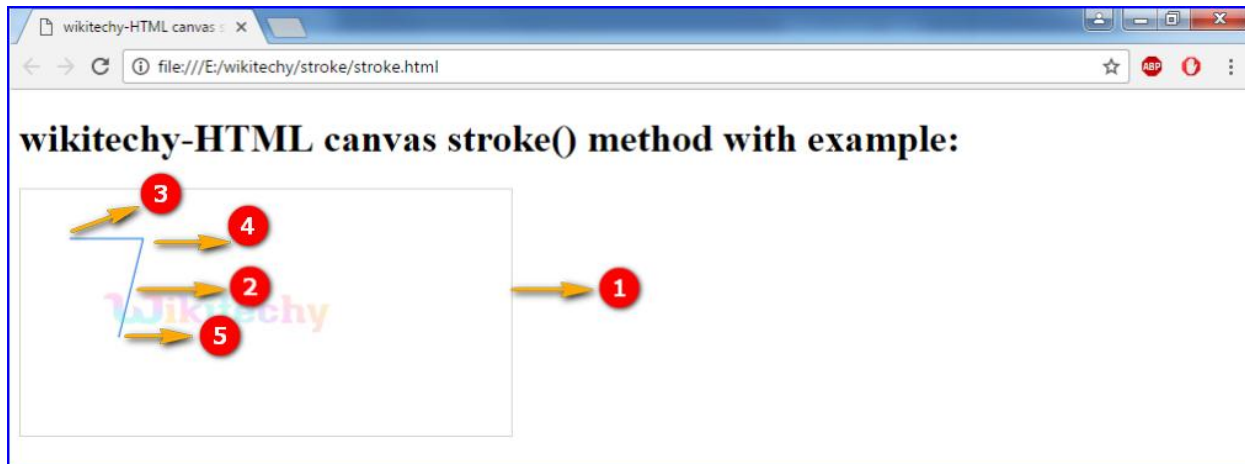 wikitechy-HTML canvas s
file:///E:/wikitechy/stroke/stroke.html
ABP
wikitechy-HTML canvas stroke() method with example:
3
4
2
1
Wikitechy
5